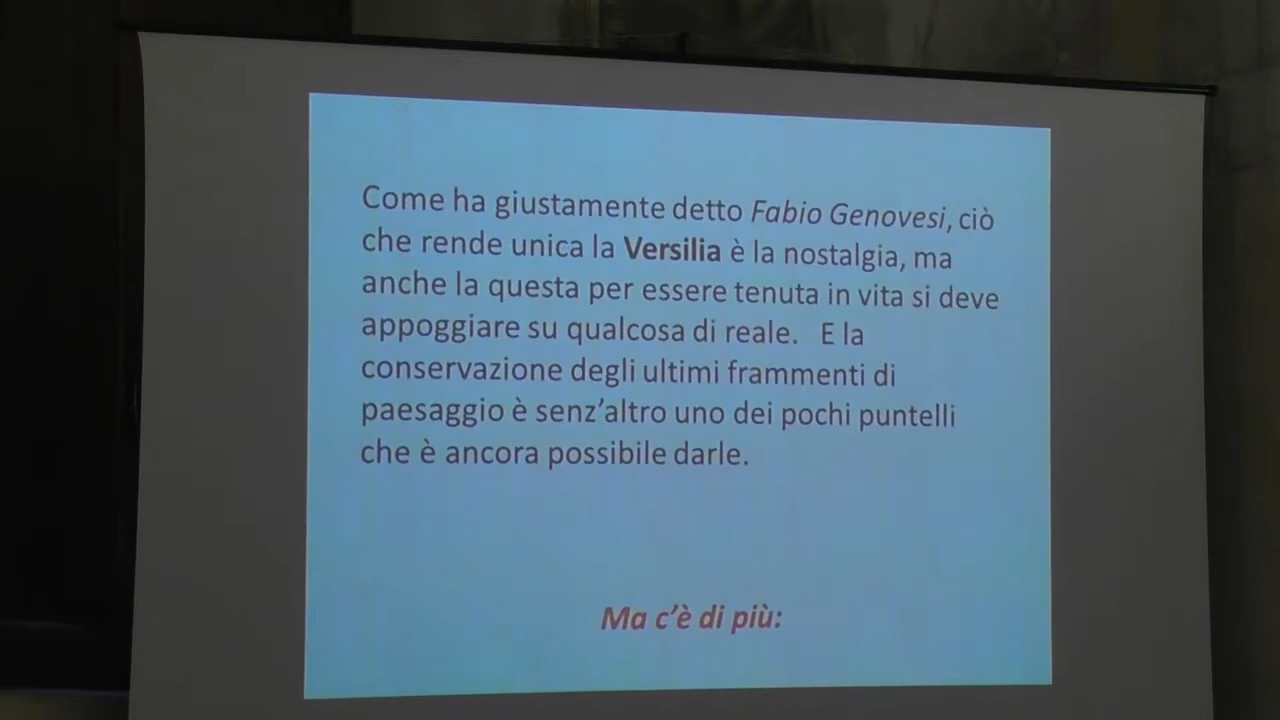 Come ha giustamente detto Fabio Genovesi, ciò
che rende unica la Versilia è la nostalgia, ma
anche la questa per essere tenuta in vita si deve
appoggiare su qualcosa di reale. E la
conservazione degli ultimi frammenti di
paesaggio è senz'altro uno dei pochi puntelli
che è ancora possibile darle.
Ma c'è di più: